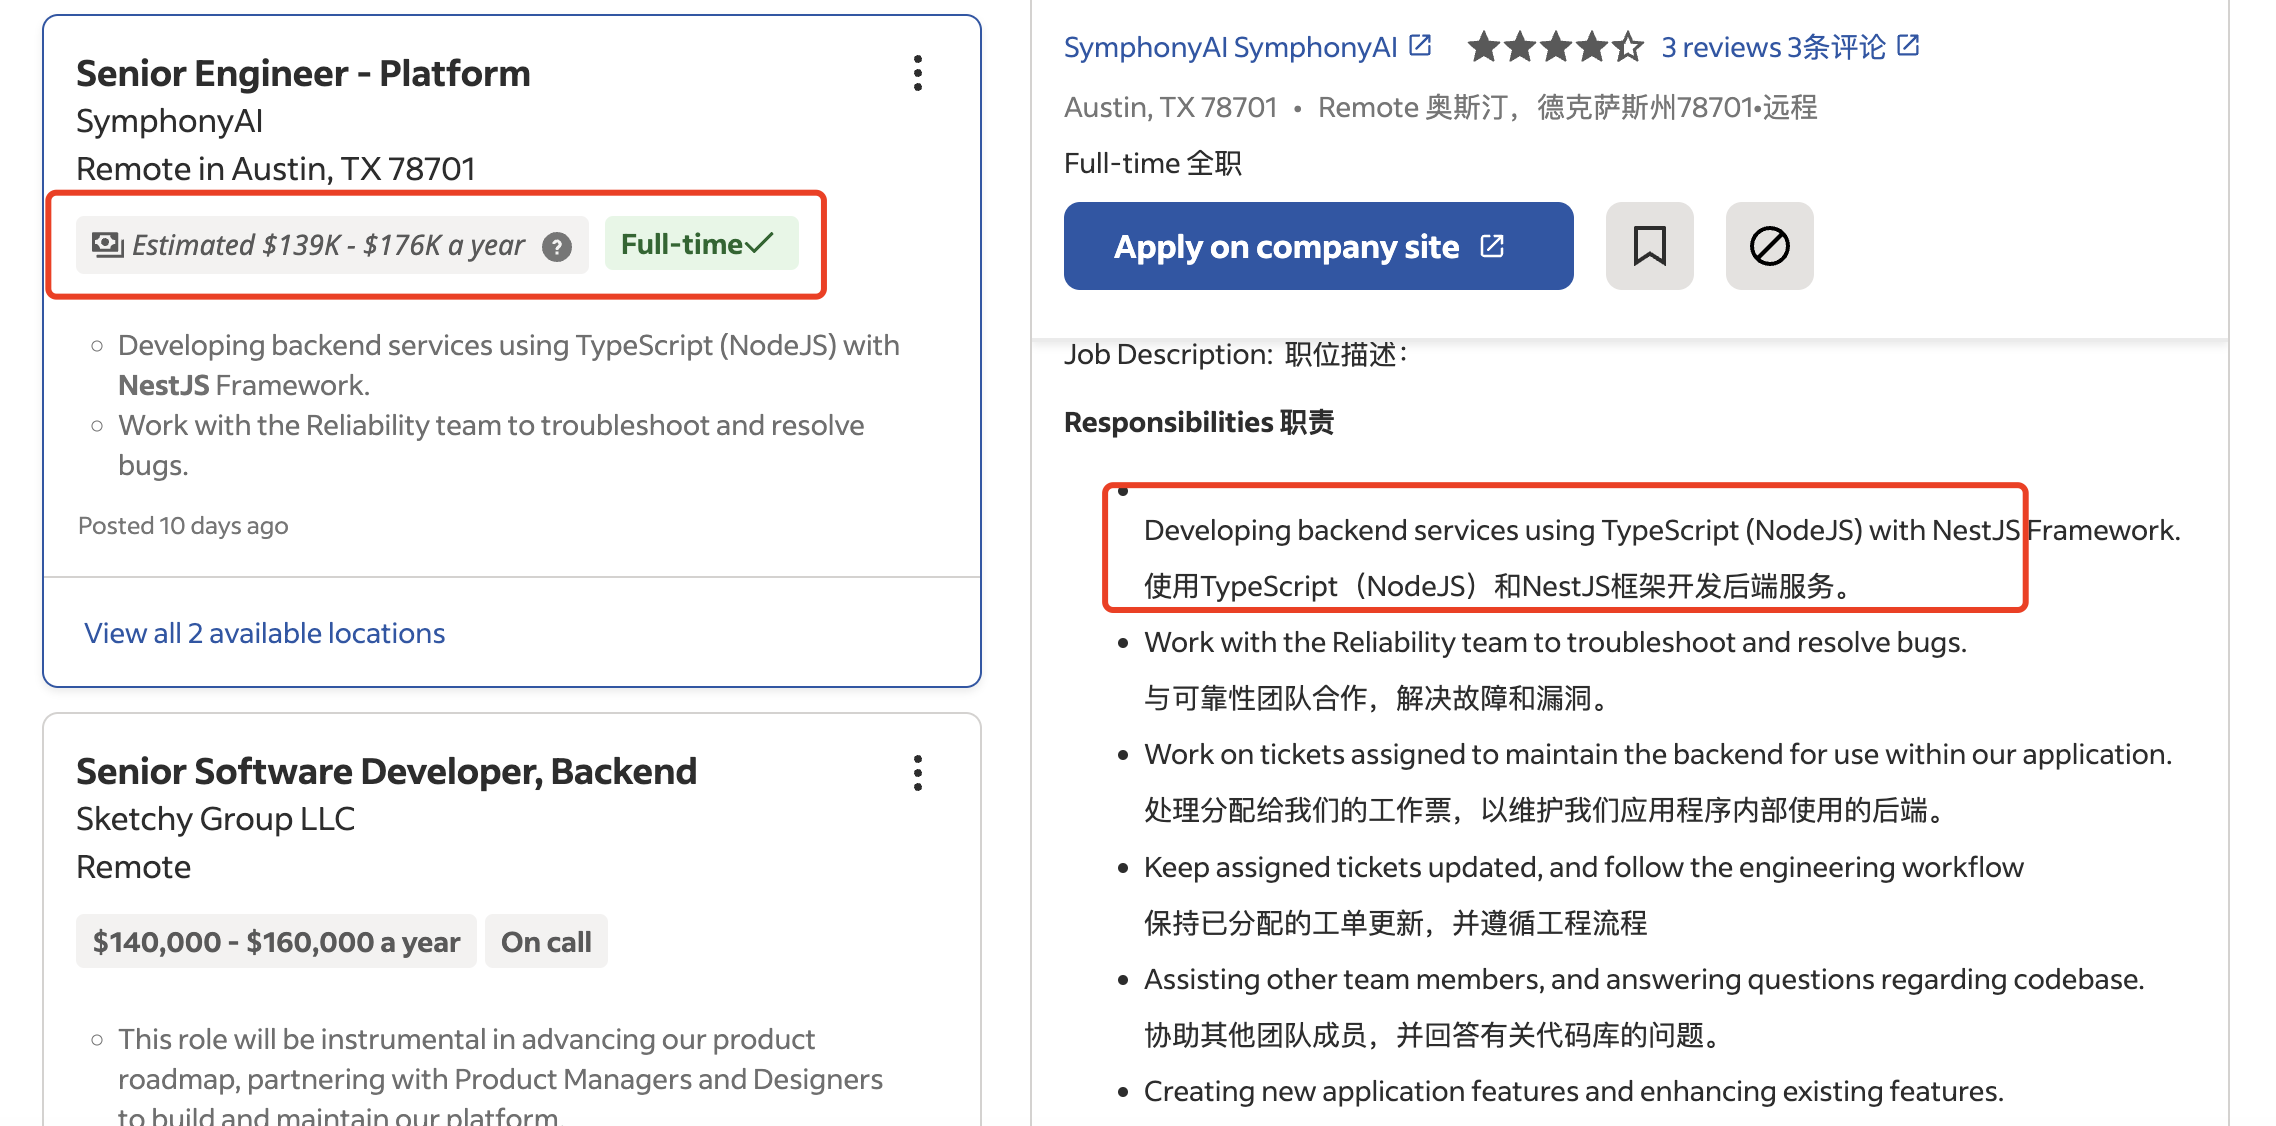 Senior Engineer - Platform
SymphonyAI
Remote in Austin, TX 78701
Estimated $139K - $176K a year ?
Full-time
Developing backend services using TypeScript (NodeJS) with
NestJS Framework.
Work with the Reliability team to troubleshoot and resolve
bugs.
Posted 10 days ago
View all 2 available locations
Senior Software Developer, Backend
Sketchy Group LLC
Remote
$140,000 - $160,000 a year
On call
This role will be instrumental in advancing our product
roadmap, partnering with Product Managers and Designers
to build and maintain our platform.
SymphonyAI SymphonyAI
3 reviews 3条评论
Austin, TX 78701 • Remote 奥斯汀，德克萨斯州78701•远程
Full-time 全职
Apply on company site
Job Description: 职位描述：
Responsibilities 职责
Developing backend services using TypeScript (NodeJS) with NestJS Framework.
使用TypeScript（NodeJS）和NestJS框架开发后端服务。
Work with the Reliability team to troubleshoot and resolve bugs.
与可靠性团队合作，解决故障和漏洞。
Work on tickets assigned to maintain the backend for use within our application.
处理分配给我们的工作票，以维护我们应用程序内部使用的后端。
Keep assigned tickets updated, and follow the engineering workflow
保持已分配的工单更新，并遵循工程流程
Assisting other team members, and answering questions regarding codebase.
协助其他团队成员，并回答有关代码库的问题。
Creating new application features and enhancing existing features.